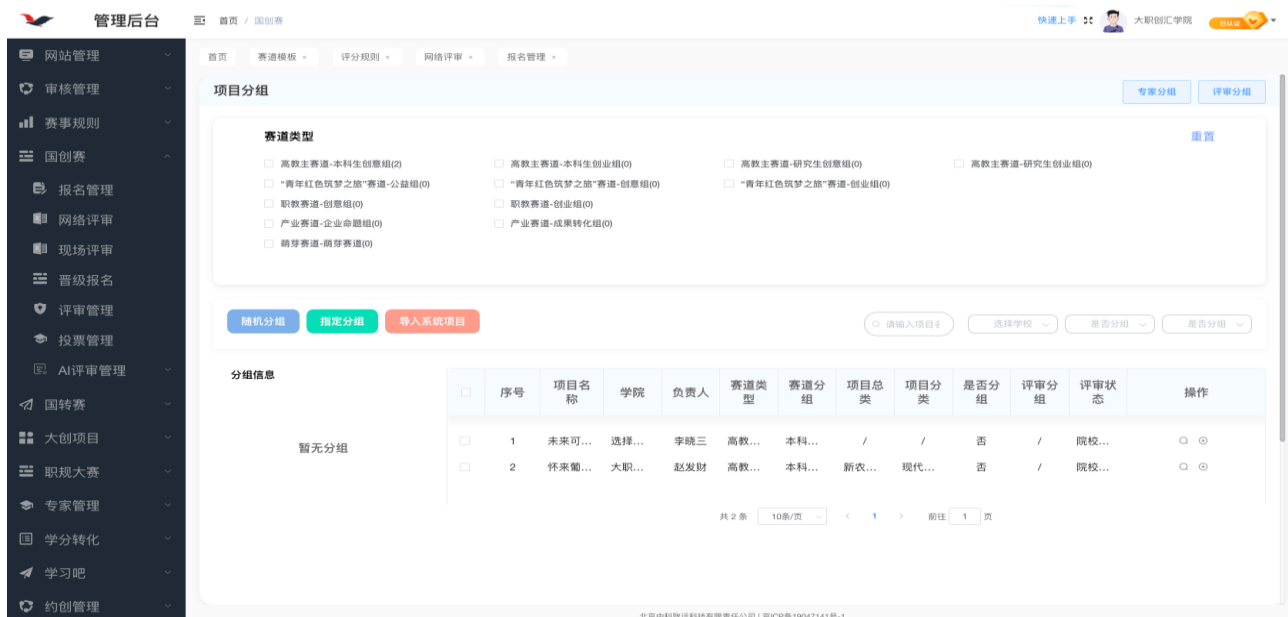 管理后台
首页 / 国创赛
快速上手
大职创汇学院
已认证
网站管理
审核管理
赛事规则
国创赛
报名管理
网络评审
现场评审
晋级报名
评审管理
投票管理
AI评审管理
国转赛
大创项目
职规大赛
专家管理
学分转化
学习吧
约创管理
首页 赛道模板 × 评分规则 × 网络评审 × 报名管理 ×
项目分组
专家分组 评审分组
赛道类型
重置
高教主赛道-本科生创意组(2) 高教主赛道-本科生创业组(0) 高教主赛道-研究生创意组(0) 高教主赛道-研究生创业组(0)
“青年红色筑梦之旅”赛道-公益组(0) “青年红色筑梦之旅”赛道-创意组(0) “青年红色筑梦之旅”赛道-创业组(0)
职教赛道-创意组(0) 职教赛道-创业组(0)
产业赛道-企业命题组(0) 产业赛道-成果转化组(0)
萌芽赛道-萌芽赛道(0)
随机分组 指定分组 导入系统项目
请输入项目名 选择学校 是否分组 是否分组
分组信息
暂无分组
序号 项目名称 学院 负责人 赛道类型 赛道分组 项目总类 项目分类 是否分组 评审分组 评审状态 操作
1 未来可... 选择... 李晓三 高教... 本科... / / 否 / 院校...
2 怀来葡... 大职... 赵发财 高教... 本科... 新农... 现代... 否 / 院校...
共 2 条 10条/页 < 1 > 前往 1 页